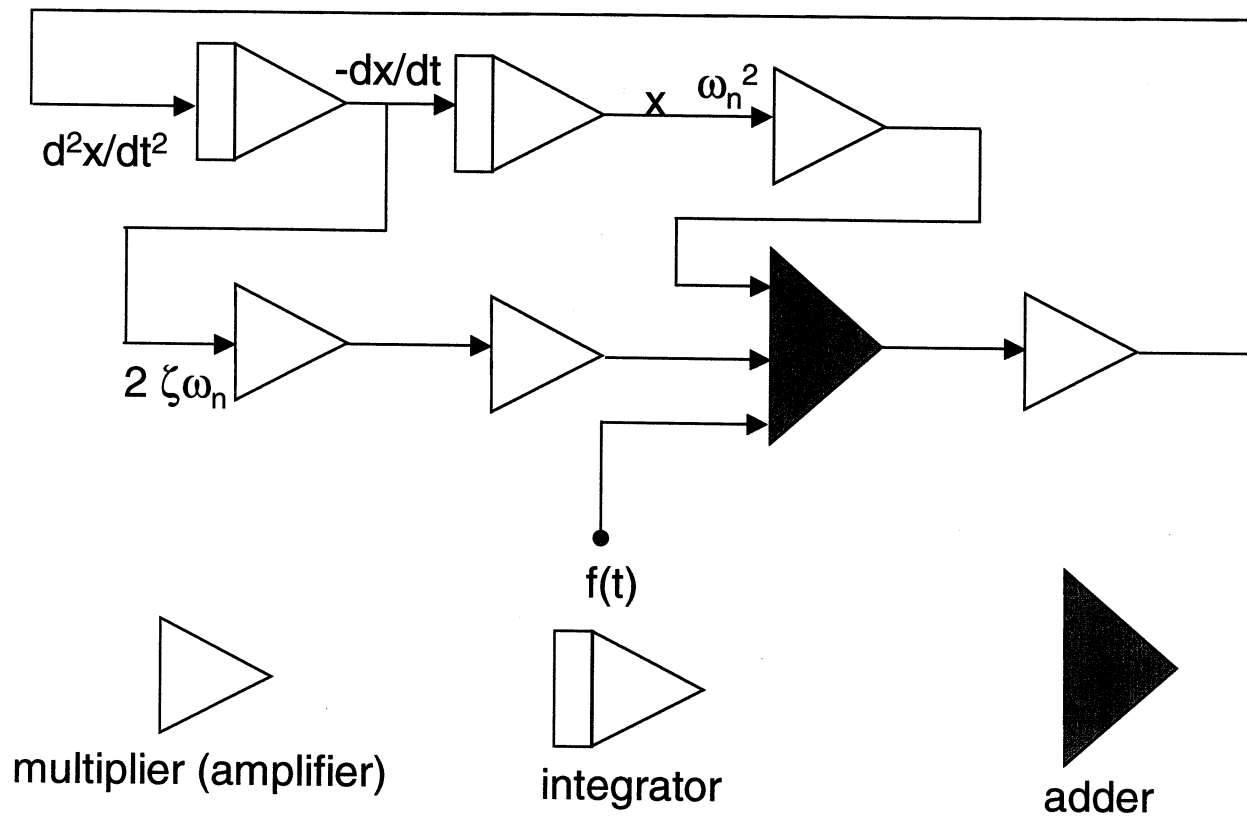 -dx/dt
x
ωn²
d²x/dt²
2 ζωn
f(t)
multiplier (amplifier)
integrator
adder